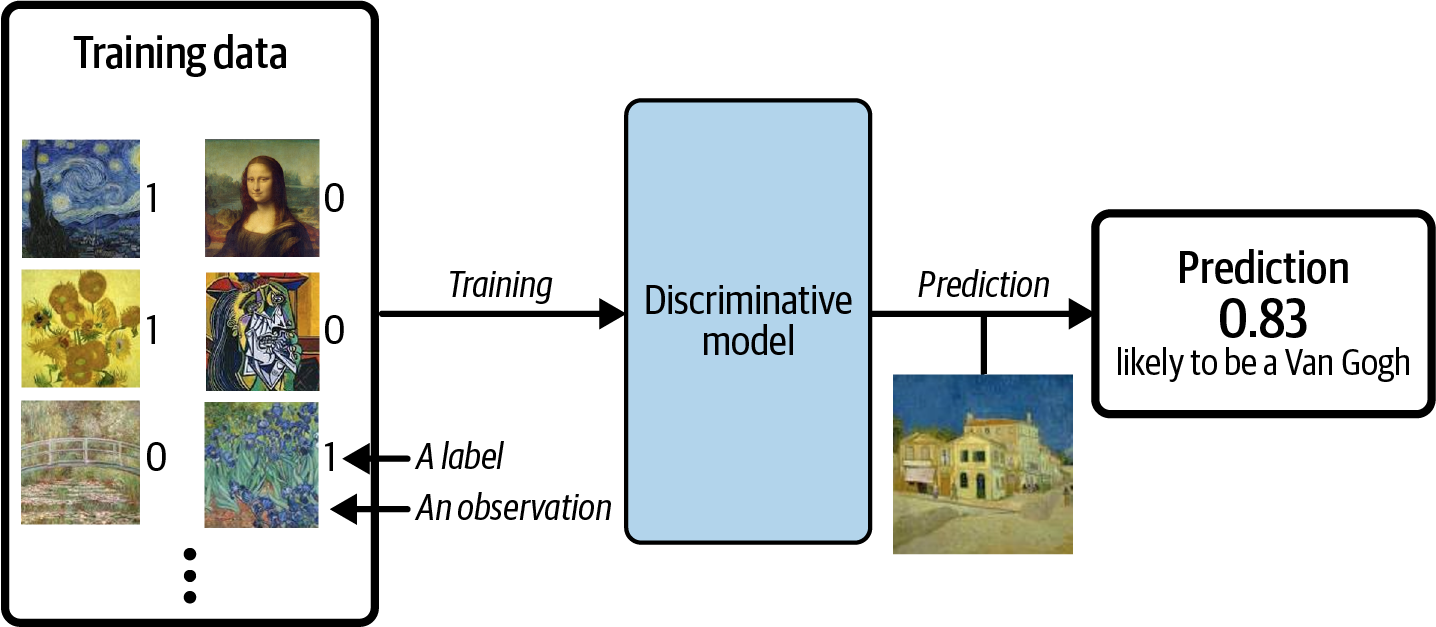 Training data
1
0
1
0
0
1
A label
An observation
Training
Discriminative
model
Prediction
Prediction
0.83
likely to be a Van Gogh